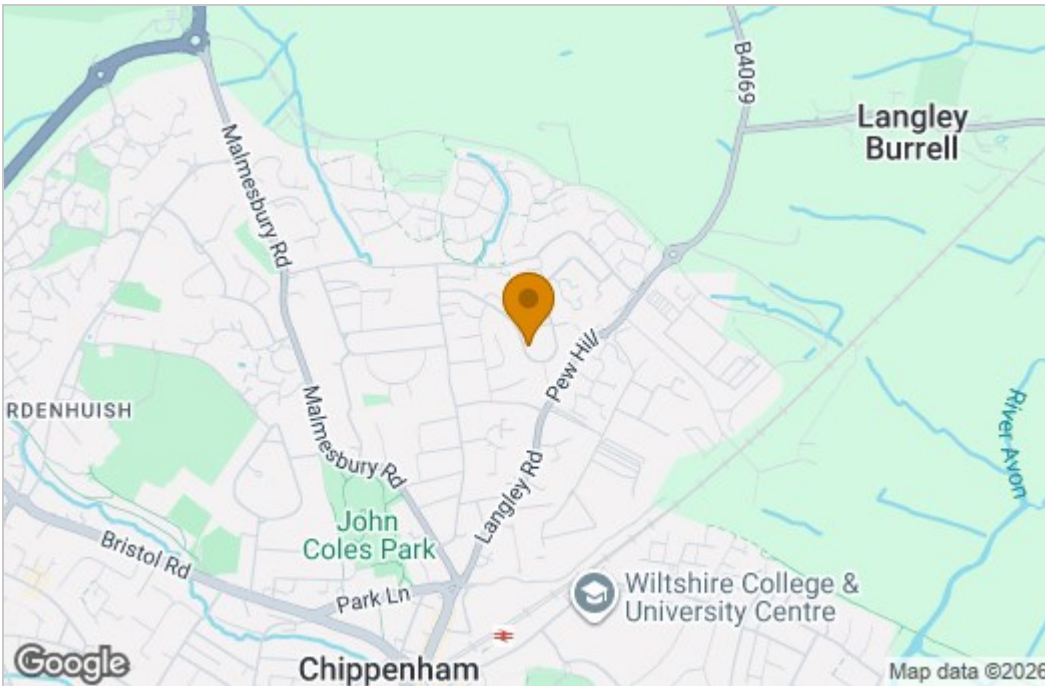 B4069
Langley
Burrell
Malmesbury Rd
Pew Hill
RDENHUISH
River Avon
Malmesbury Rd
Langley Rd
John
Coles Park
Bristol Rd
Park Ln
Wiltshire College &
University Centre
Chippenham
Google
Map data ©2026